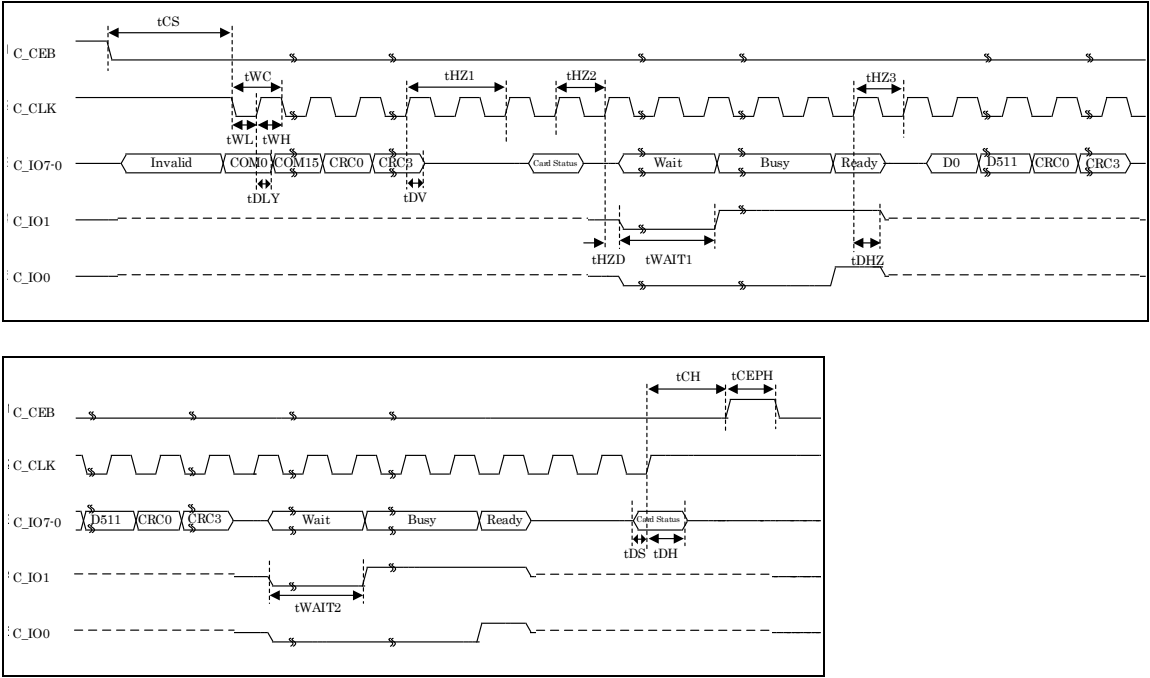 tCS
C_CEB
tWC tHZ1 tHZ2 tHZ3
C_CLK
tWL tWH
C_IO7-0 Invalid COM0 COM15 CRC0 CRC3 Card Status Wait Busy Ready D0 D511 CRC0 CRC3
tDLY tDV
C_IO1
tHZD tWAIT1 tDHZ
C_IO0
tCH tCEPH
C_CEB
C_CLK
C_IO7-0 D511 CRC0 CRC3 Wait Busy Ready Card Status
tDS tDH
C_IO1
tWAIT2
C_IO0